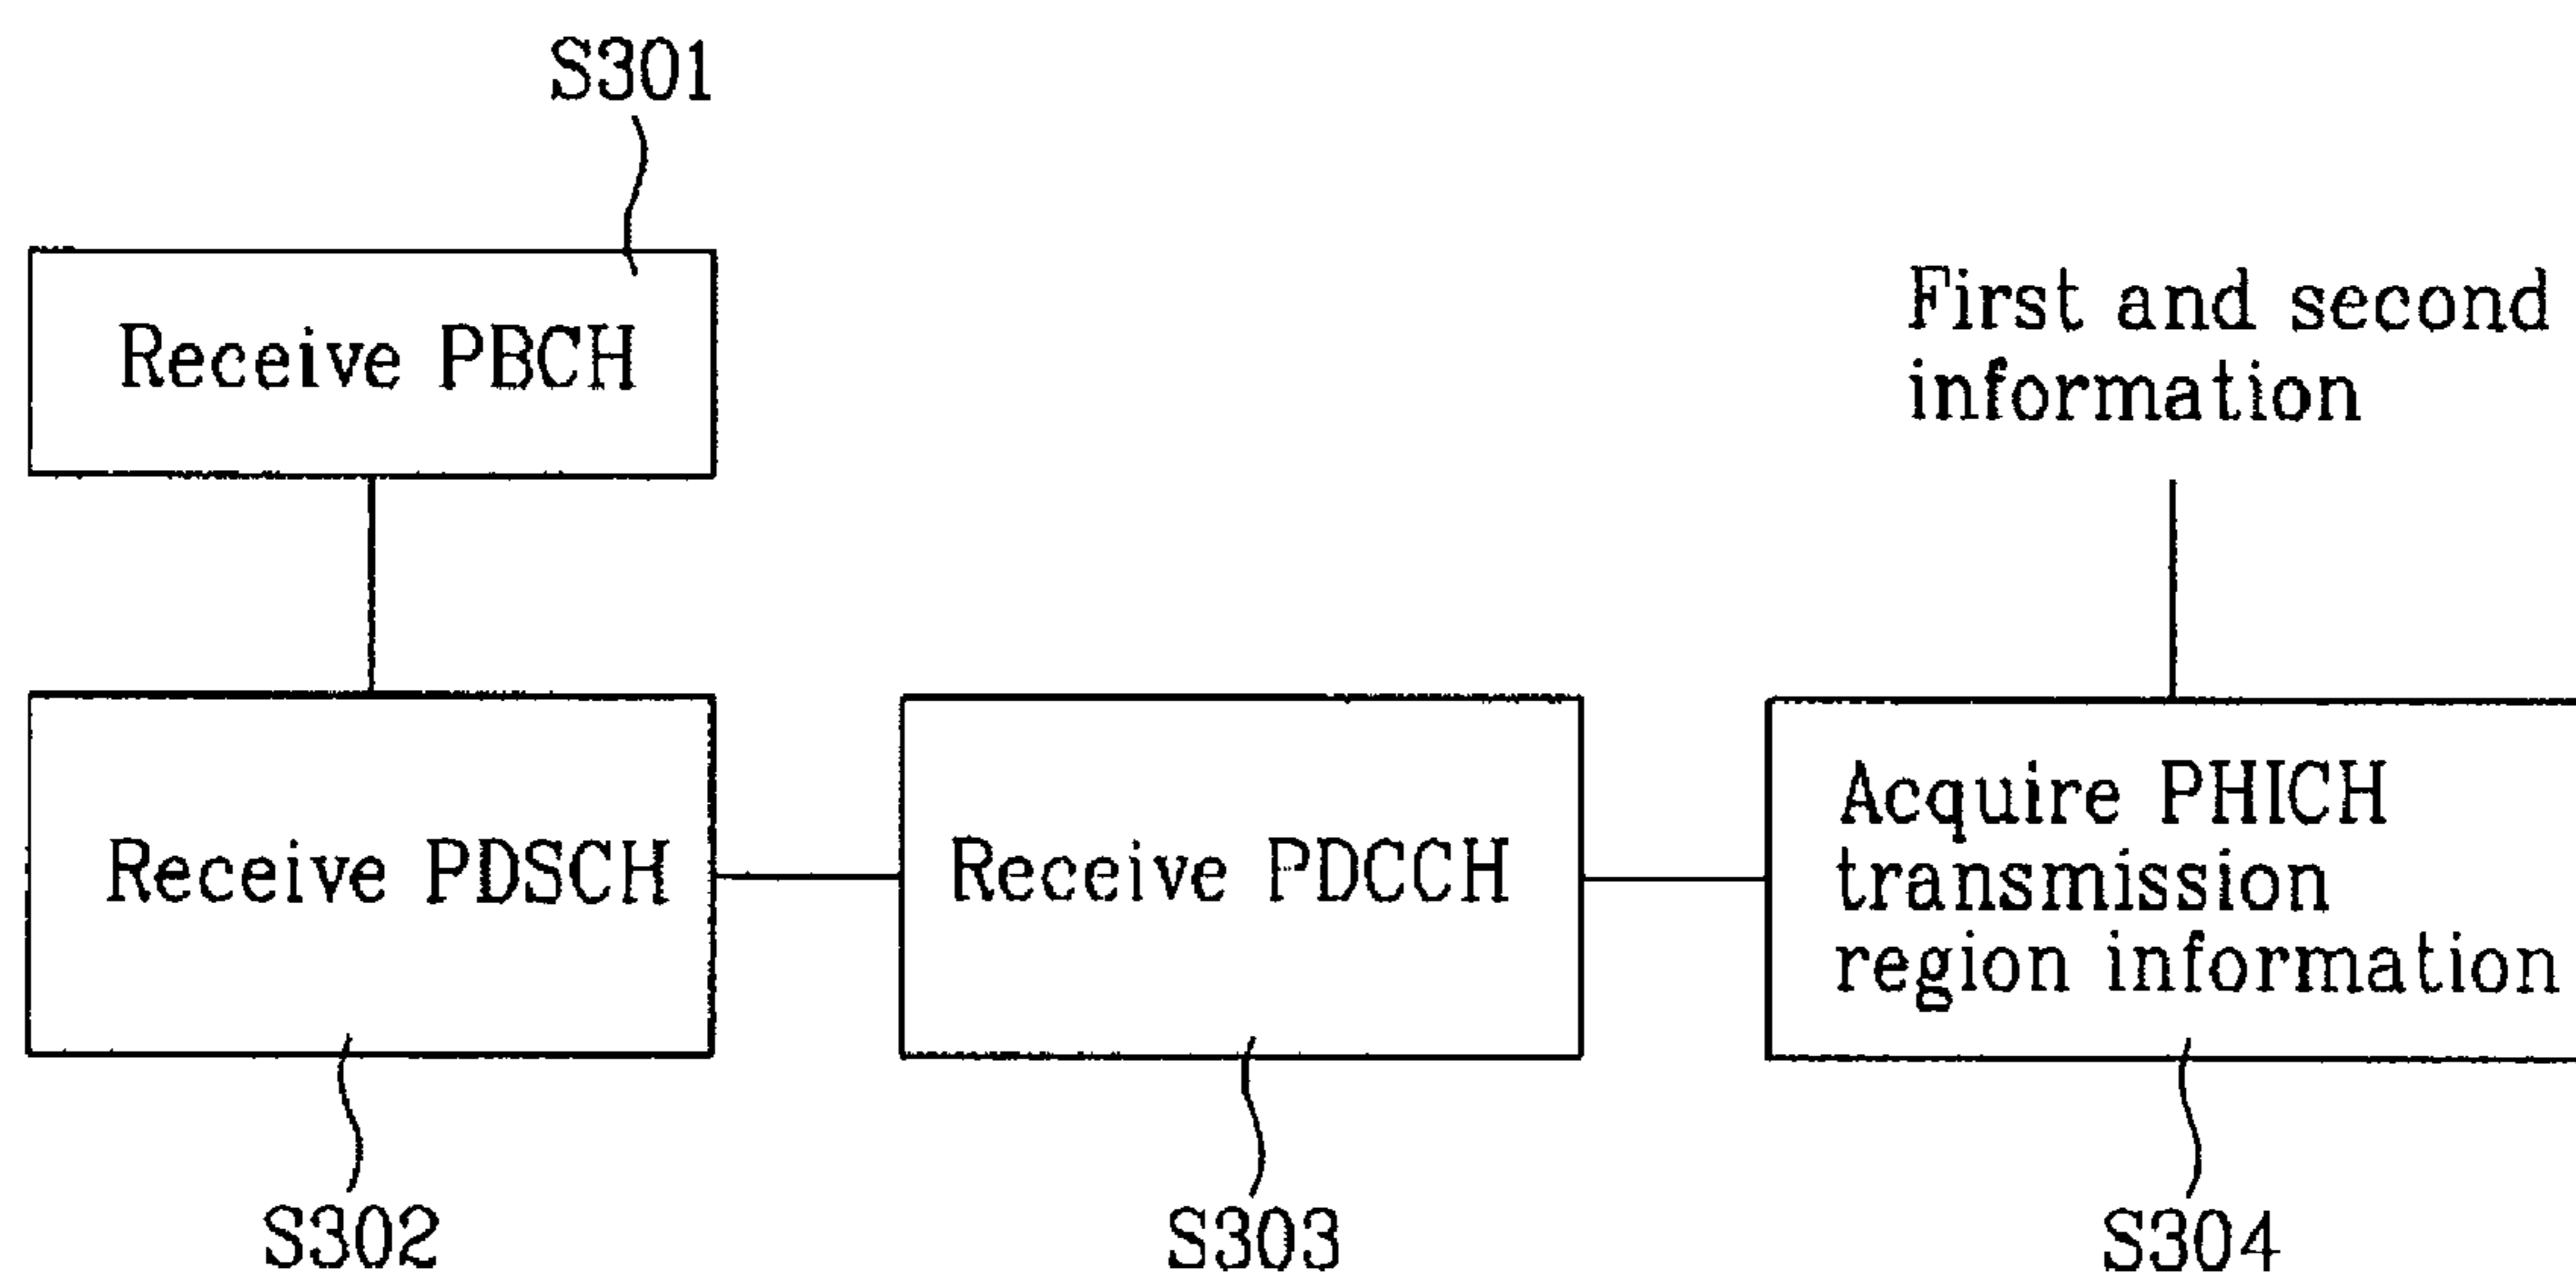 S301
Receive PBCH
First and second
information
Receive PDSCH
Receive PDCCH
Acquire PHICH
transmission
region information
S302
S303
S304